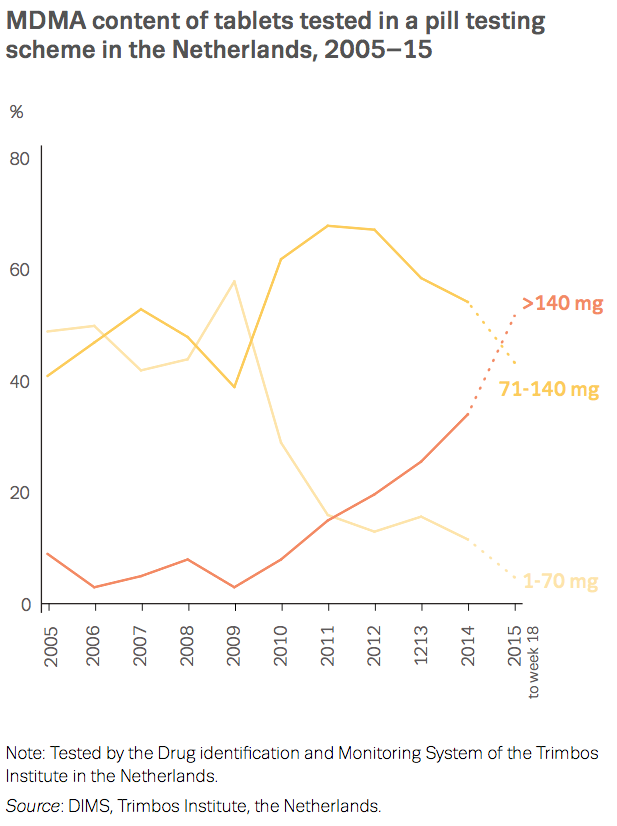 MDMA content of tablets tested in a pill testing
scheme in the Netherlands, 2005–15
%
80
60
40
20
0
>140 mg
71-140 mg
1-70 mg
2005
2006
2007
2008
2009
2010
2011
2012
1213
2014
2015
to week 18
Note: Tested by the Drug identification and Monitoring System of the Trimbos
Institute in the Netherlands.
Source: DIMS, Trimbos Institute, the Netherlands.